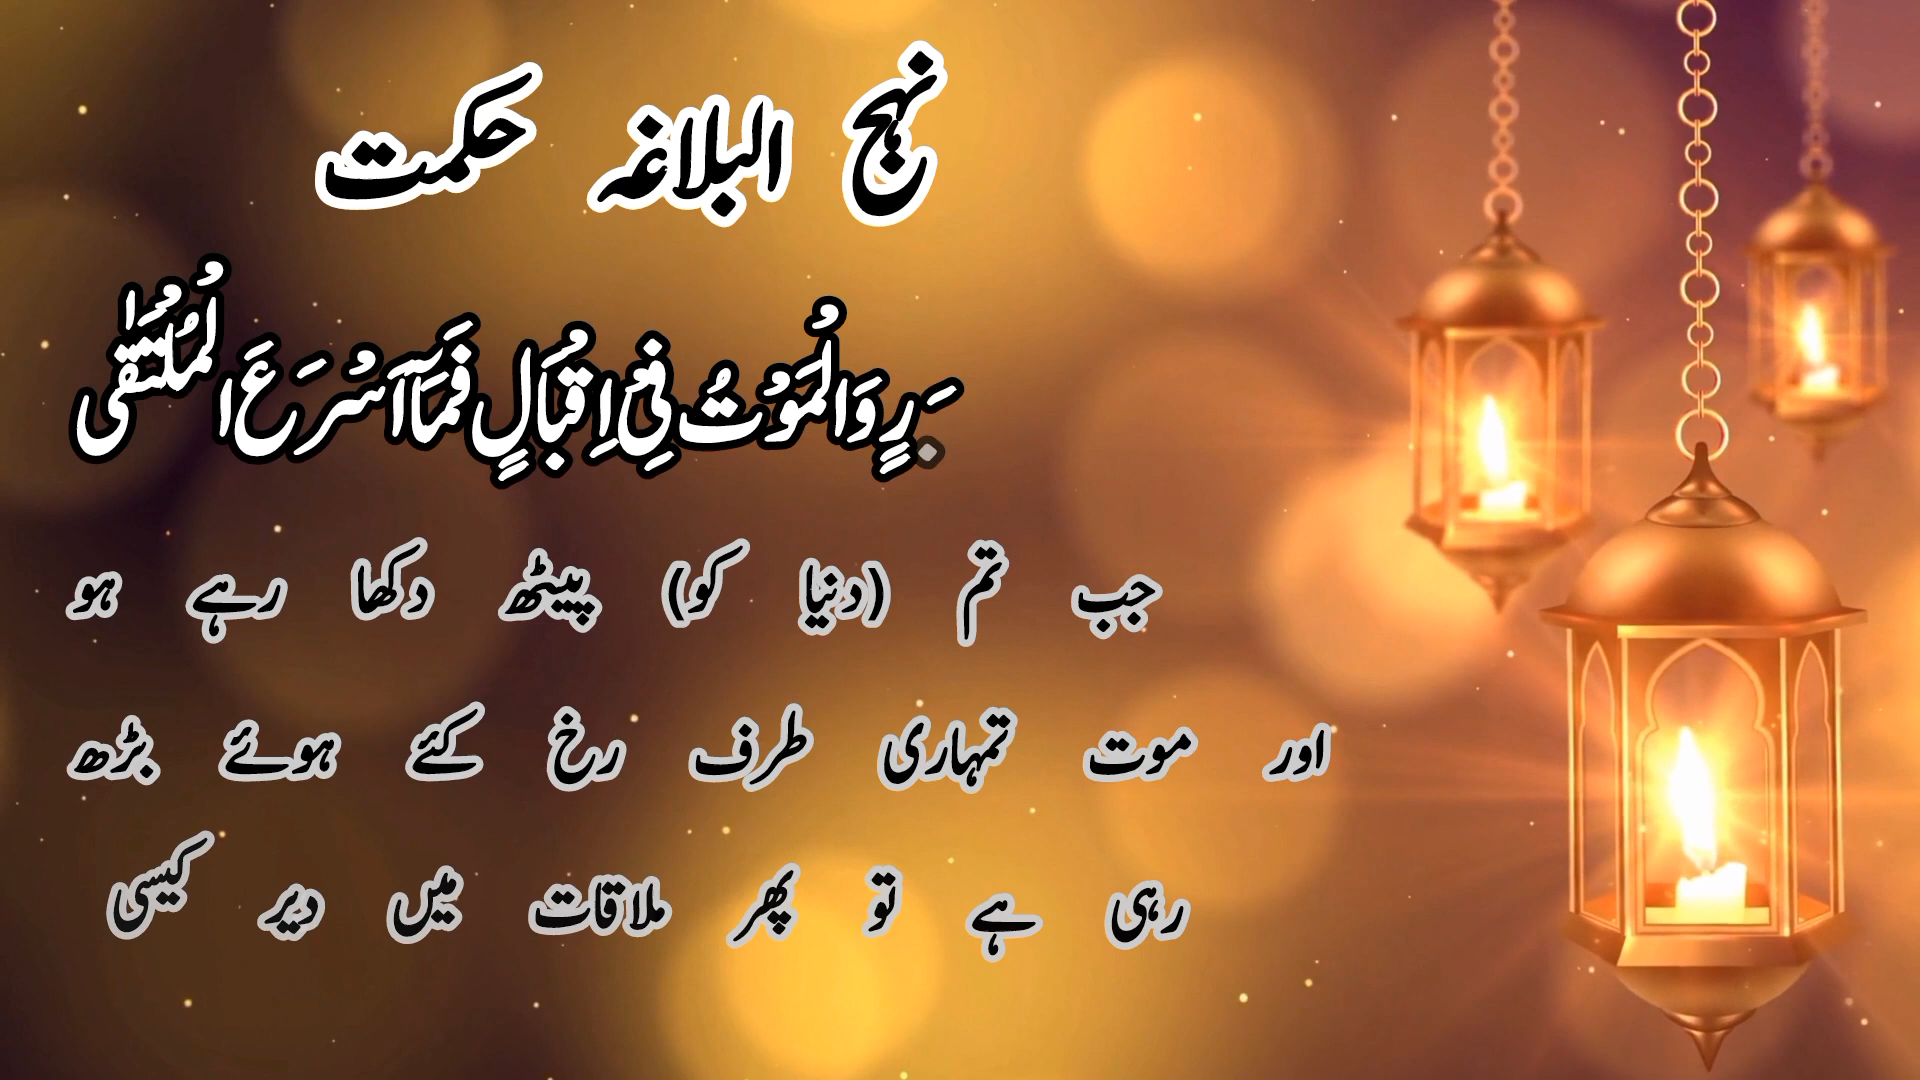 نہج البلاغہ حکمت
بَرٍ وَالْمَوْتُ فِیْ اِقْبَالٍ فَمَاۤ اَسْرَعَ الْمُلْتَقٰی
جب تم (دنیا کو) پیٹھ دکھا رہے ہو
اور موت تمہاری طرف رخ کئے ہوئے بڑھ
رہی ہے تو پھر ملاقات میں دیر کیسی